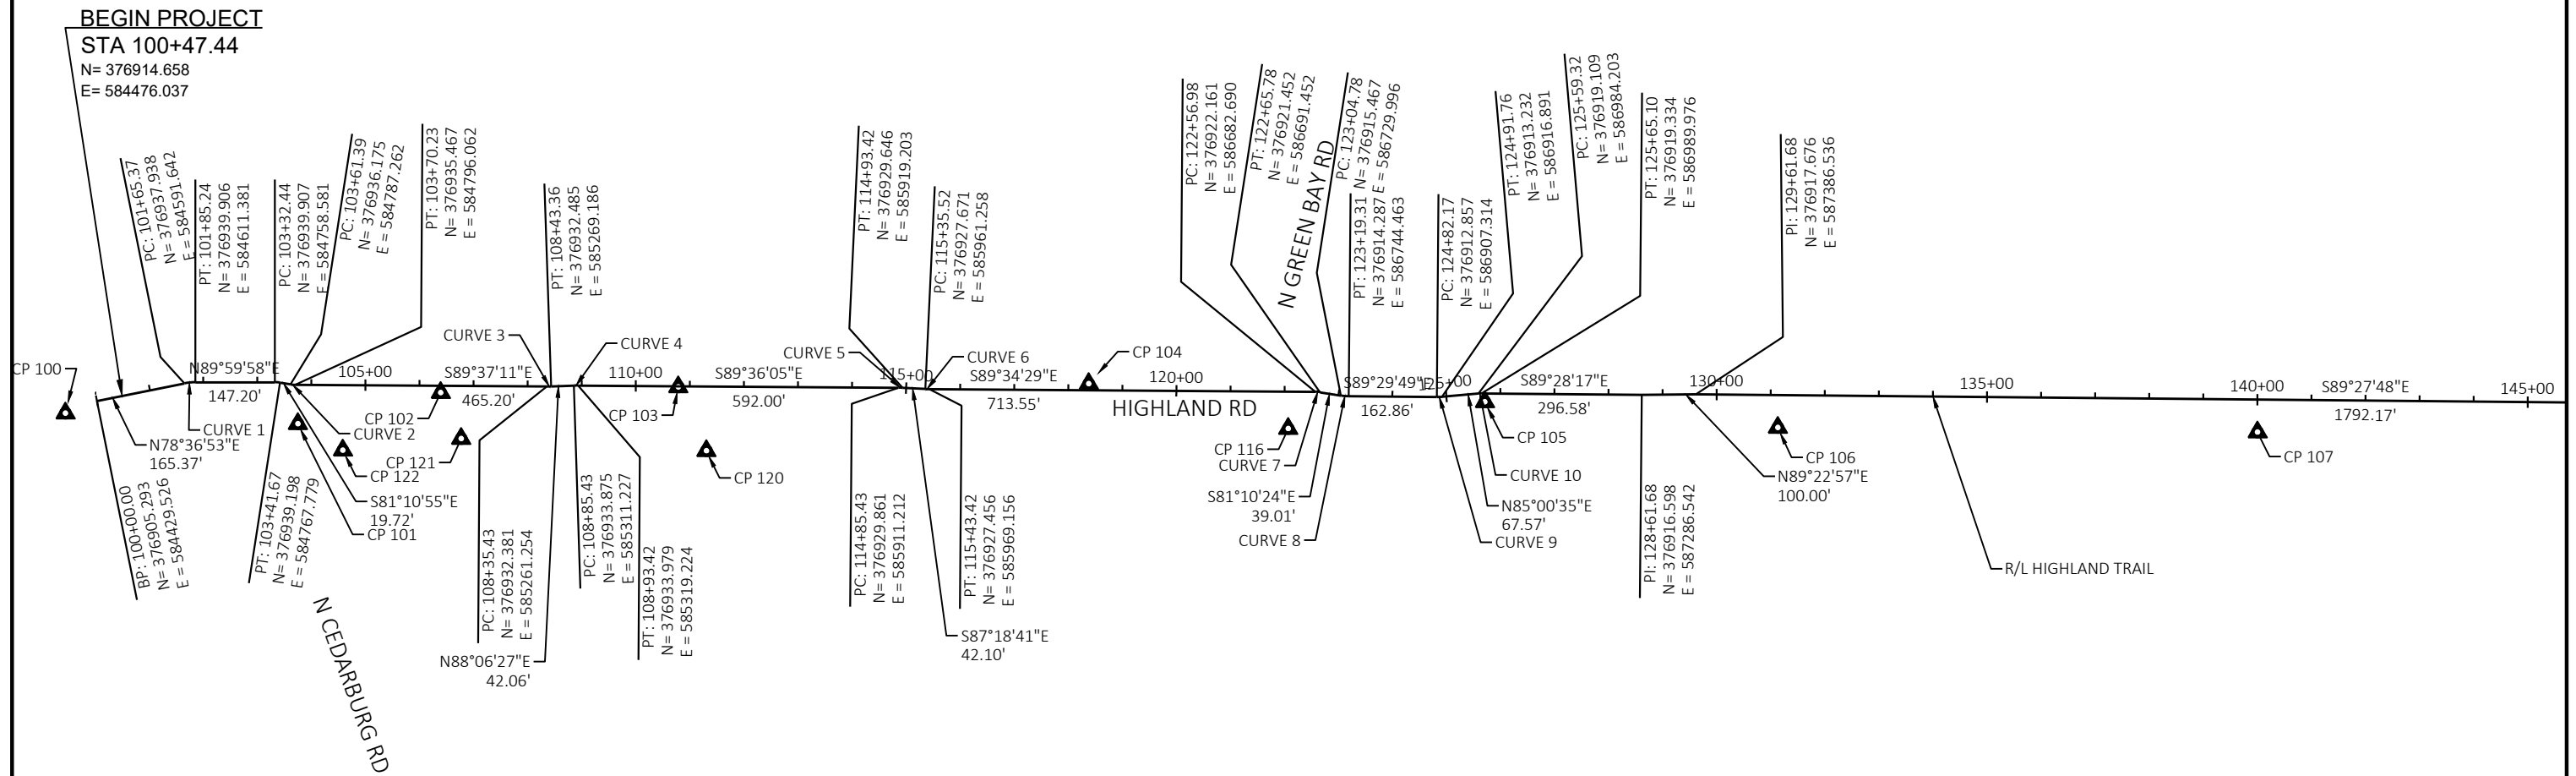 BEGIN PROJECT
STA 100+47.44
N= 376914.658
E= 584476.037
PC: 101+65.37
N= 376937.938
E = 584591.642
PT: 101+85.24
N= 376939.906
E = 584611.381
PC: 103+32.44
N= 376939.907
E = 584758.581
PC: 103+61.39
N= 376936.175
E = 584787.262
PT: 103+70.23
N= 376935.467
E = 584796.062
PT: 108+43.36
N= 376932.485
E = 585269.186
PT: 114+93.42
N= 376929.646
E = 585919.203
PC: 115+35.52
N= 376927.671
E = 585961.258
PC: 122+56.98
N= 376922.161
E = 586682.690
PT: 122+65.78
N= 376921.452
E = 586691.452
N GREEN BAY RD
PC: 123+04.78
N= 376915.467
E = 586729.996
PT: 123+19.31
N= 376914.287
E = 586744.463
PC: 124+82.17
N= 376912.857
E = 586907.314
PT: 124+91.76
N= 376913.232
E = 586916.891
PC: 125+59.32
N= 376919.109
E = 586984.203
PT: 125+65.10
N= 376919.334
E = 586989.976
PI: 129+61.68
N= 376917.676
E = 587386.536
CP 100
N89°59'58"E
147.20'
105+00
S89°37'11"E
465.20'
CURVE 3
CURVE 4
110+00
S89°36'05"E
592.00'
CURVE 5
115+00
CURVE 6
S89°34'29"E
713.55'
CP 104
120+00
HIGHLAND RD
S89°29'49"E
162.86'
125+00
S89°28'17"E
296.58'
130+00
135+00
140+00
S89°27'48"E
1792.17'
145+00
CURVE 1
N78°36'53"E
165.37'
CP 102
CURVE 2
CP 121
CP 122
S81°10'55"E
19.72'
CP 101
CP 103
CP 120
CP 116
CURVE 7
S81°10'24"E
39.01'
CURVE 8
CP 105
CURVE 10
N85°00'35"E
67.57'
CURVE 9
CP 106
N89°22'57"E
100.00'
CP 107
R/L HIGHLAND TRAIL
BP: 100+00.00
N= 376905.293
E = 584429.526
PT: 103+41.67
N= 376939.198
E = 584767.779
N CEDARBURG RD
PC: 108+35.43
N= 376932.381
E = 585261.254
N88°06'27"E
42.06'
PC: 108+85.43
N= 376933.875
E = 585311.227
PT: 108+93.42
N= 376933.979
E = 585319.224
PC: 114+85.43
N= 376929.861
E = 585911.212
PT: 115+43.42
N= 376927.456
E = 585969.156
S87°18'41"E
42.10'
PI: 128+61.68
N= 376916.598
E = 587286.542